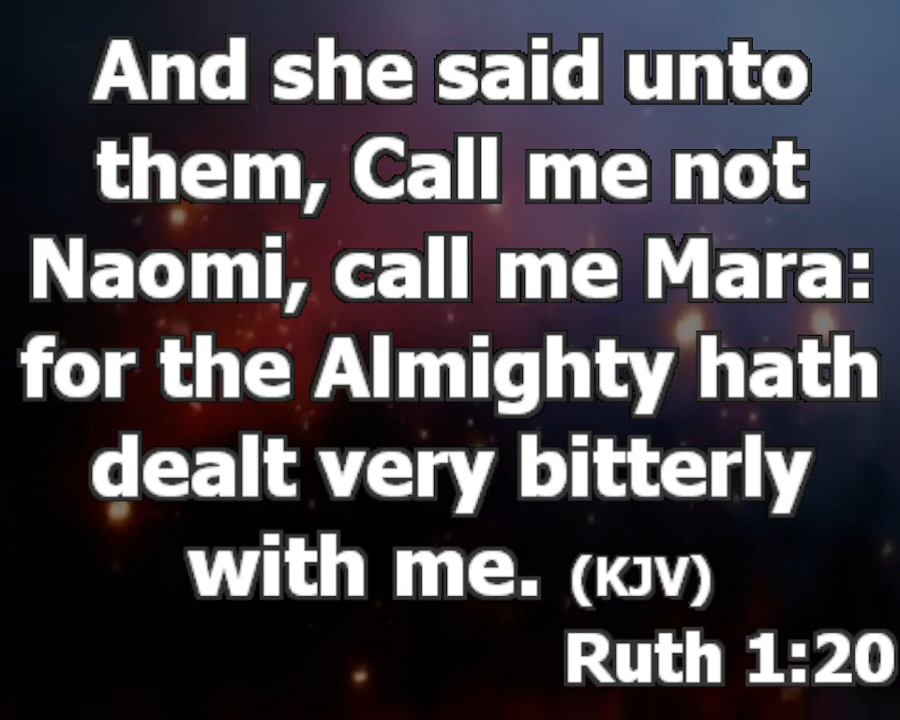 And she said unto
them, Call me not
Naomi, call me Mara:
for the Almighty hath
dealt very bitterly
with me. (KJV)
Ruth 1:20